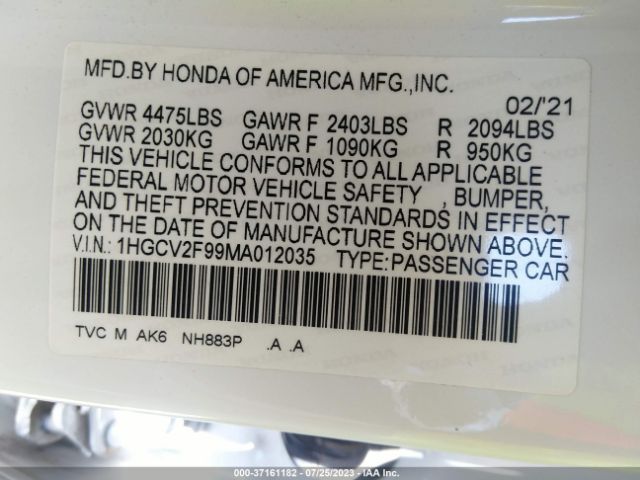 MFD.BY HONDA OF AMERICA MFG.,INC.
02/'21
GVWR 4475LBS GAWR F 2403LBS R 2094LBS
GVWR 2030KG GAWR F 1090KG R 950KG
THIS VEHICLE CONFORMS TO ALL APPLICABLE
FEDERAL MOTOR VEHICLE SAFETY , BUMPER,
AND THEFT PREVENTION STANDARDS IN EFFECT
ON THE DATE OF MANUFACTURE SHOWN ABOVE.
V.I.N.: 1HGCV2F99MA012035 TYPE:PASSENGER CAR
TVC M AK6 NH883P .A .A
000-37161182 - 07/25/2023 - IAA Inc.